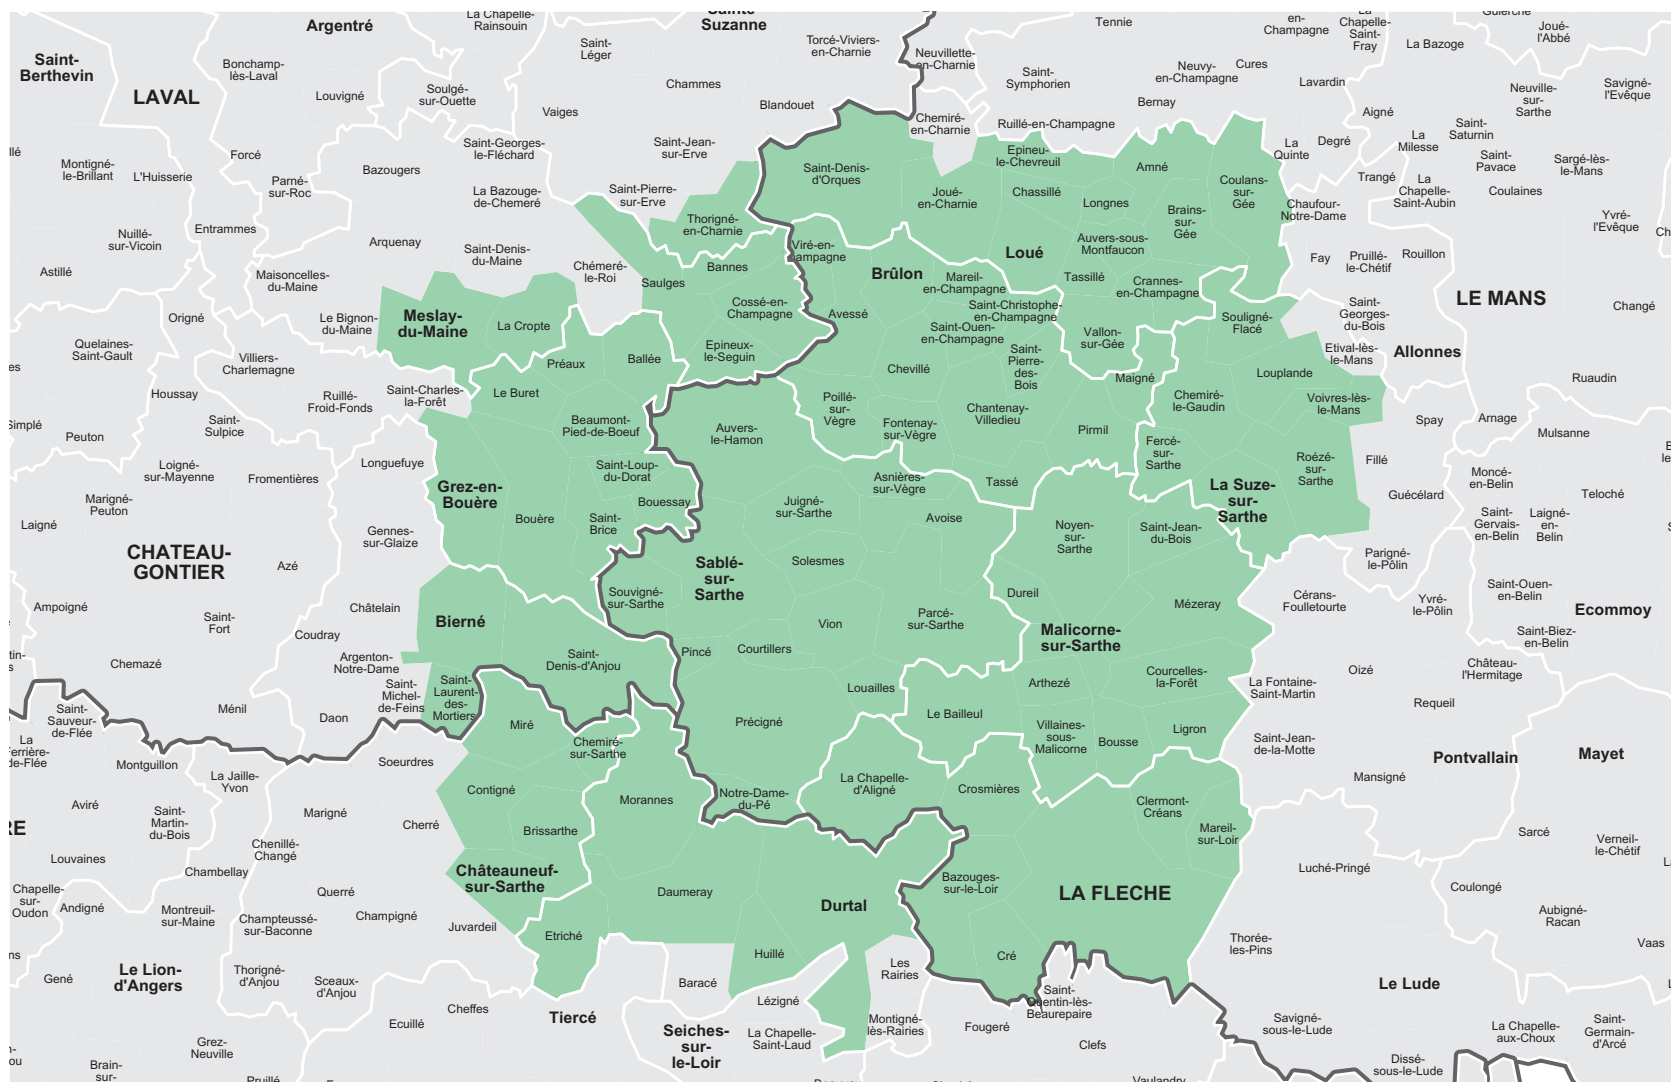 Argentré
La Chapelle-
Rainsouin
Suzanne
Torcé-Viviers-
en-Charnie
Neuvillette-
en-Charnie
Tennie
en-
Champagne
Chapelle-
Saint-
Fray
La Bazoge
Joué-
l'Abbé
Saint-
Berthevin
Bonchamp-
lès-Laval
LAVAL
Louvigné
Soulgé-
sur-Ouette
Saint-
Léger
Chammes
Vaiges
Blandouet
Saint-
Symphorien
Neuvy-
en-Champagne
Cures
Bernay
Lavardin
Aigné
Neuville-
sur-
Sarthe
Savigné-
l'Evêque
Chemiré-
en-Charnie
Ruillé-en-Champagne
La
Quinte
Degré
La
Milesse
Saint-
Saturnin
Saint-
Pavace
Sargé-lès-
le-Mans
Montigné-
le-Brillant
L'Huisserie
Forcé
Parné-
sur-Roc
Bazougers
Saint-Georges-
le-Fléchard
La Bazouge-
de-Chemeré
Saint-Jean-
sur-Erve
Saint-Pierre-
sur-Erve
Saint-Denis-
d'Orques
Epineu-
le-Chevreuil
Joué-
en-Charnie
Chassillé
Amné
Longnes
Coulans-
sur-
Gée
Brains-
sur-
Gée
Chaufour-
Notre-Dame
Trangé
La
Chapelle-
Saint-Aubin
Coulaines
Yvré-
l'Evêque
Nuillé-
sur-Vicoin
Entrammes
Arquenay
Saint-Denis-
du-Maine
Thorigné-
en-Charnie
Viré-en-
Champagne
Brûlon
Loué
Auvers-sous-
Montfaucon
Astillé
Maisoncelles-
du-Maine
Chémeré-
le-Roi
Saulges
Bannes
Mareil-
en-Champagne
Tassillé
Crannes-
en-Champagne
Fay
Pruillé-
le-Chétif
Rouillon
LE MANS
Changé
Origné
Le Bignon-
du-Maine
Meslay-
du-Maine
La Cropte
Cossé-en-
Champagne
Avessé
Saint-Christophe-
en-Champagne
Saint-Ouen-
en-Champagne
Vallon-
sur-Gée
Souligné-
Flacé
Saint-
Georges-
du-Bois
Etival-lès-
le-Mans
Allonnes
Quelaines-
Saint-Gault
Villiers-
Charlemagne
Préaux
Ballée
Epineux-
le-Seguin
Chevillé
Saint-
Pierre-
des-
Bois
Maigné
Louplande
Ruaudin
Houssay
Ruillé-
Froid-Fonds
Saint-Charles-
la-Forêt
Le Buret
Chemiré-
le-Gaudin
Voivres-lès-
le-Mans
Simplé
Peuton
Saint-
Sulpice
Beaumont-
Pied-de-Boeuf
Auvers-
le-Hamon
Poillé-
sur-
Vègre
Fontenay-
sur-Vègre
Chantenay-
Villedieu
Pirmil
Spay
Arnage
Mulsanne
Loigné-
sur-Mayenne
Fromentières
Longuefuye
Saint-Loup-
du-Dorat
Fercé-
sur-
Sarthe
Roézé-
sur-
Sarthe
Fillé
Moncé-
en-Belin
Marigné-
Peuton
Grez-en-
Bouère
Bouère
Saint-
Brice
Bouessay
Juigné-
sur-Sarthe
Asnières-
sur-Vègre
Tassé
La Suze-
sur-
Sarthe
Guécélard
Teloché
Laigné
Gennes-
sur-Glaize
Avoise
Noyen-
sur-
Sarthe
Saint-Jean-
du-Bois
Saint-
Gervais-
en-Belin
Laigné-
en-
Belin
CHATEAU-
GONTIER
Azé
Sablé-
sur-
Sarthe
Solesmes
Parigné-
le-Pôlin
Ampoigné
Saint-
Fort
Châtelain
Souvigné-
sur-Sarthe
Dureil
Mézeray
Cérans-
Foulletourte
Yvré-
le-Pôlin
Saint-Ouen-
en-Belin
Ecommoy
Coudray
Bierné
Vion
Parcé-
sur-Sarthe
Malicorne-
sur-Sarthe
Saint-Biez-
en-Belin
Chemazé
Argenton-
Notre-Dame
Saint-
Denis-d'Anjou
Pincé
Courtillers
Courcelles-
la-Forêt
Oizé
Château-
l'Hermitage
Saint-
Michel-
de-Feins
Saint-
Laurent-
des-
Mortiers
Louailles
Arthezé
La Fontaine-
Saint-Martin
Requeil
Saint-
Sauveur-
de-Flée
Ménil
Daon
Miré
Précigné
Le Bailleul
Villaines-
sous-
Malicorne
Bousse
Ligron
Saint-Jean-
de-la-Motte
La
Ferrière-
de-Flée
Montguillon
Soeurdres
Chemiré-
sur-Sarthe
Pontvallain
Mayet
La Jaille-
Yvon
Contigné
Morannes
Notre-Dame-
du-Pé
La Chapelle-
d'Aligné
Crosmières
Mansigné
Aviré
Saint-
Martin-
du-Bois
Marigné
Cherré
Brissarthe
Clermont-
Créans
Mareil-
sur-Loir
Sarcé
Verneil-
le-Chétif
Louvaines
Chenillé-
Changé
Chambellay
Châteauneuf-
sur-Sarthe
Luché-Pringé
Coulongé
Chapelle-
sur-
Oudon
Andigné
Montreuil-
sur-Maine
Querré
Champteussé-
sur-Baconne
Champigné
Juvardeil
Daumeray
Durtal
Bazouges-
sur-le-Loir
LA FLECHE
Aubigné-
Racan
Vaas
Etriché
Huillé
Les
Rairies
Cré
Thorée-
les-Pins
Gené
Le Lion-
d'Angers
Thorigné-
d'Anjou
Sceaux-
d'Anjou
Cheffes
Baracé
Lézigné
Saint-
Quentin-lès-
Beaurepaire
Le Lude
Ecuillé
Tiercé
Seiches-
sur-
le-Loir
La Chapelle-
Saint-Laud
Montigné-
lès-Rairies
Fougeré
Clefs
Savigné-
sous-le-Lude
La Chapelle-
aux-Choux
Saint-
Germain-
d'Arcé
Grez-
Neuville
Brain-
sur-
Dissé-
sous-le-Lude
Pruillé
Vaulandry